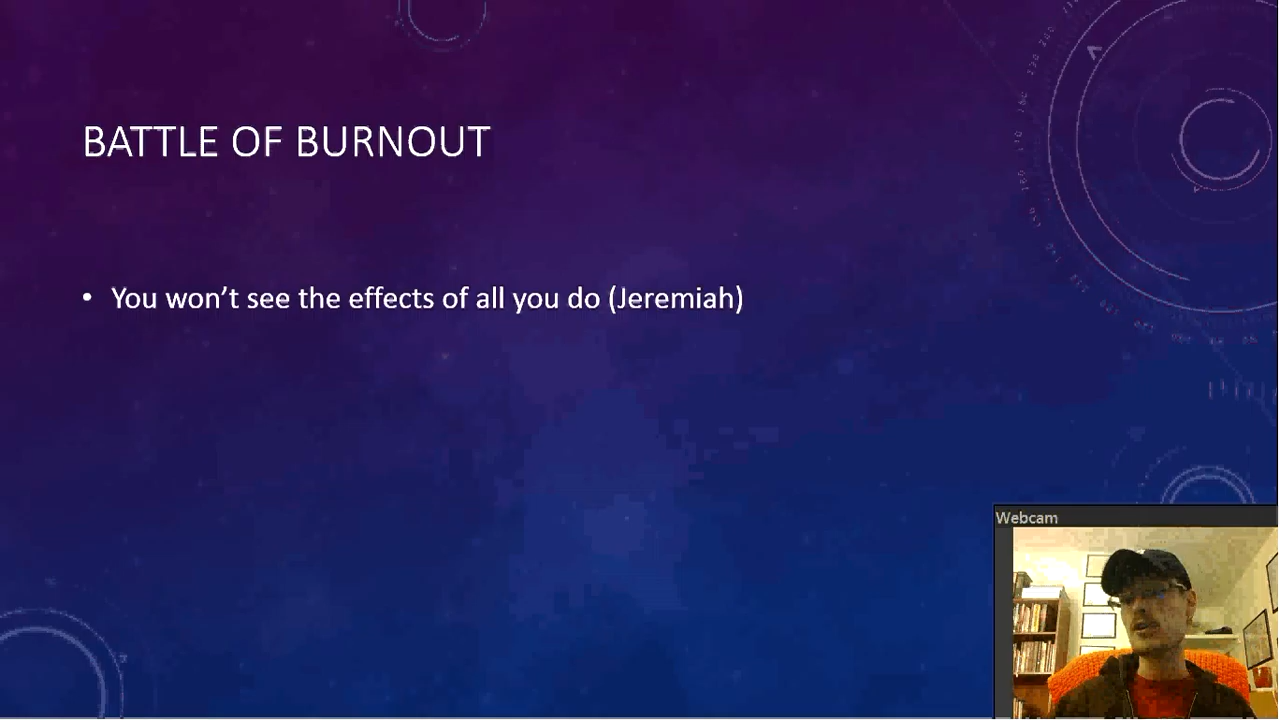 BATTLE OF BURNOUT
• You won't see the effects of all you do (Jeremiah)
Webcam